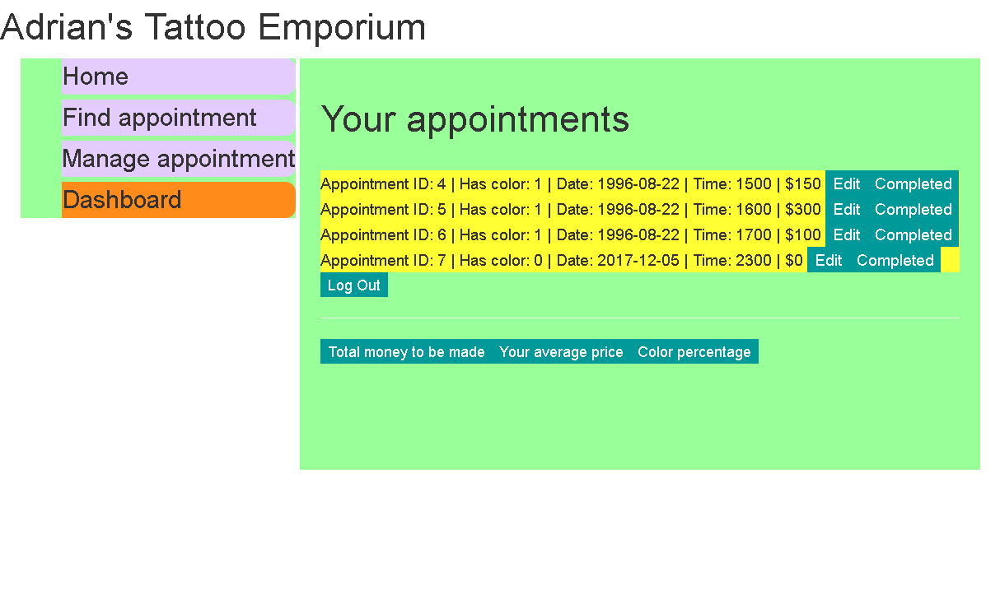 Adrian's Tattoo Emporium
Home
Find appointment
Manage appointment
Dashboard
Your appointments
Appointment ID: 4 | Has color: 1 | Date: 1996-08-22 | Time: 1500 | $150 Edit Completed
Appointment ID: 5 | Has color: 1 | Date: 1996-08-22 | Time: 1600 | $300 Edit Completed
Appointment ID: 6 | Has color: 1 | Date: 1996-08-22 | Time: 1700 | $100 Edit Completed
Appointment ID: 7 | Has color: 0 | Date: 2017-12-05 | Time: 2300 | $0 Edit Completed
Log Out
Total money to be made Your average price Color percentage